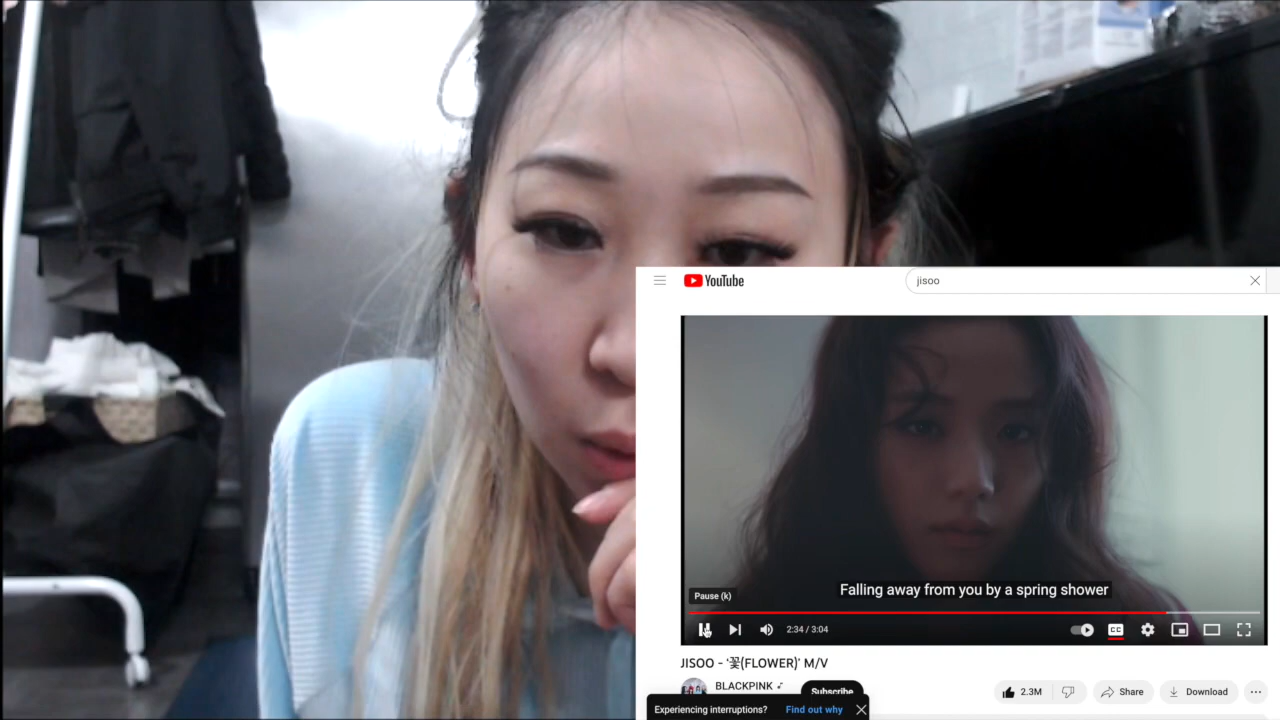 YouTube
jisoo
Falling away from you by a spring shower
Pause (k)
2:34 / 3:04
CC
JISOO - '꽃(FLOWER)' M/V
BLACKPINK
Subscribe
2.3M
Share
Download
Experiencing interruptions?
Find out why